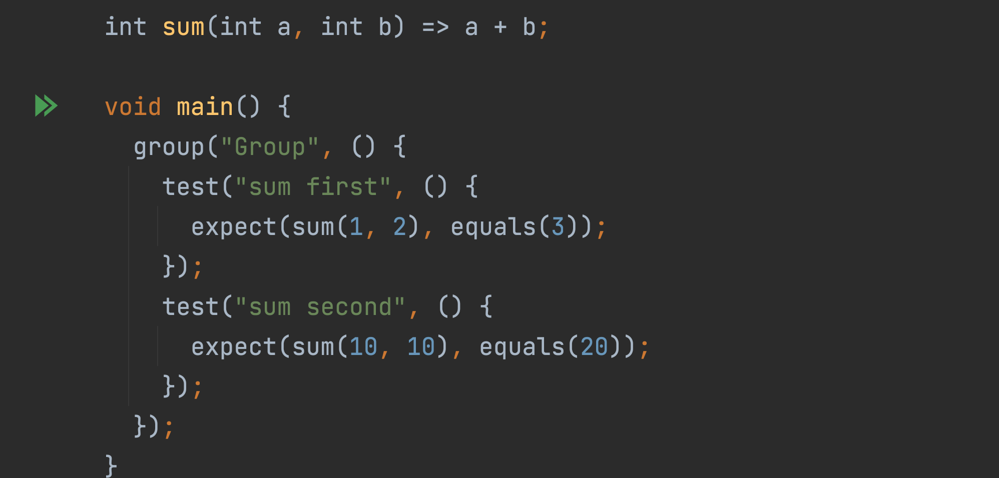 int sum(int a, int b) => a + b;
void main() {
  group("Group", () {
    test("sum first", () {
      expect(sum(1, 2), equals(3));
    });
    test("sum second", () {
      expect(sum(10, 10), equals(20));
    });
  });
}